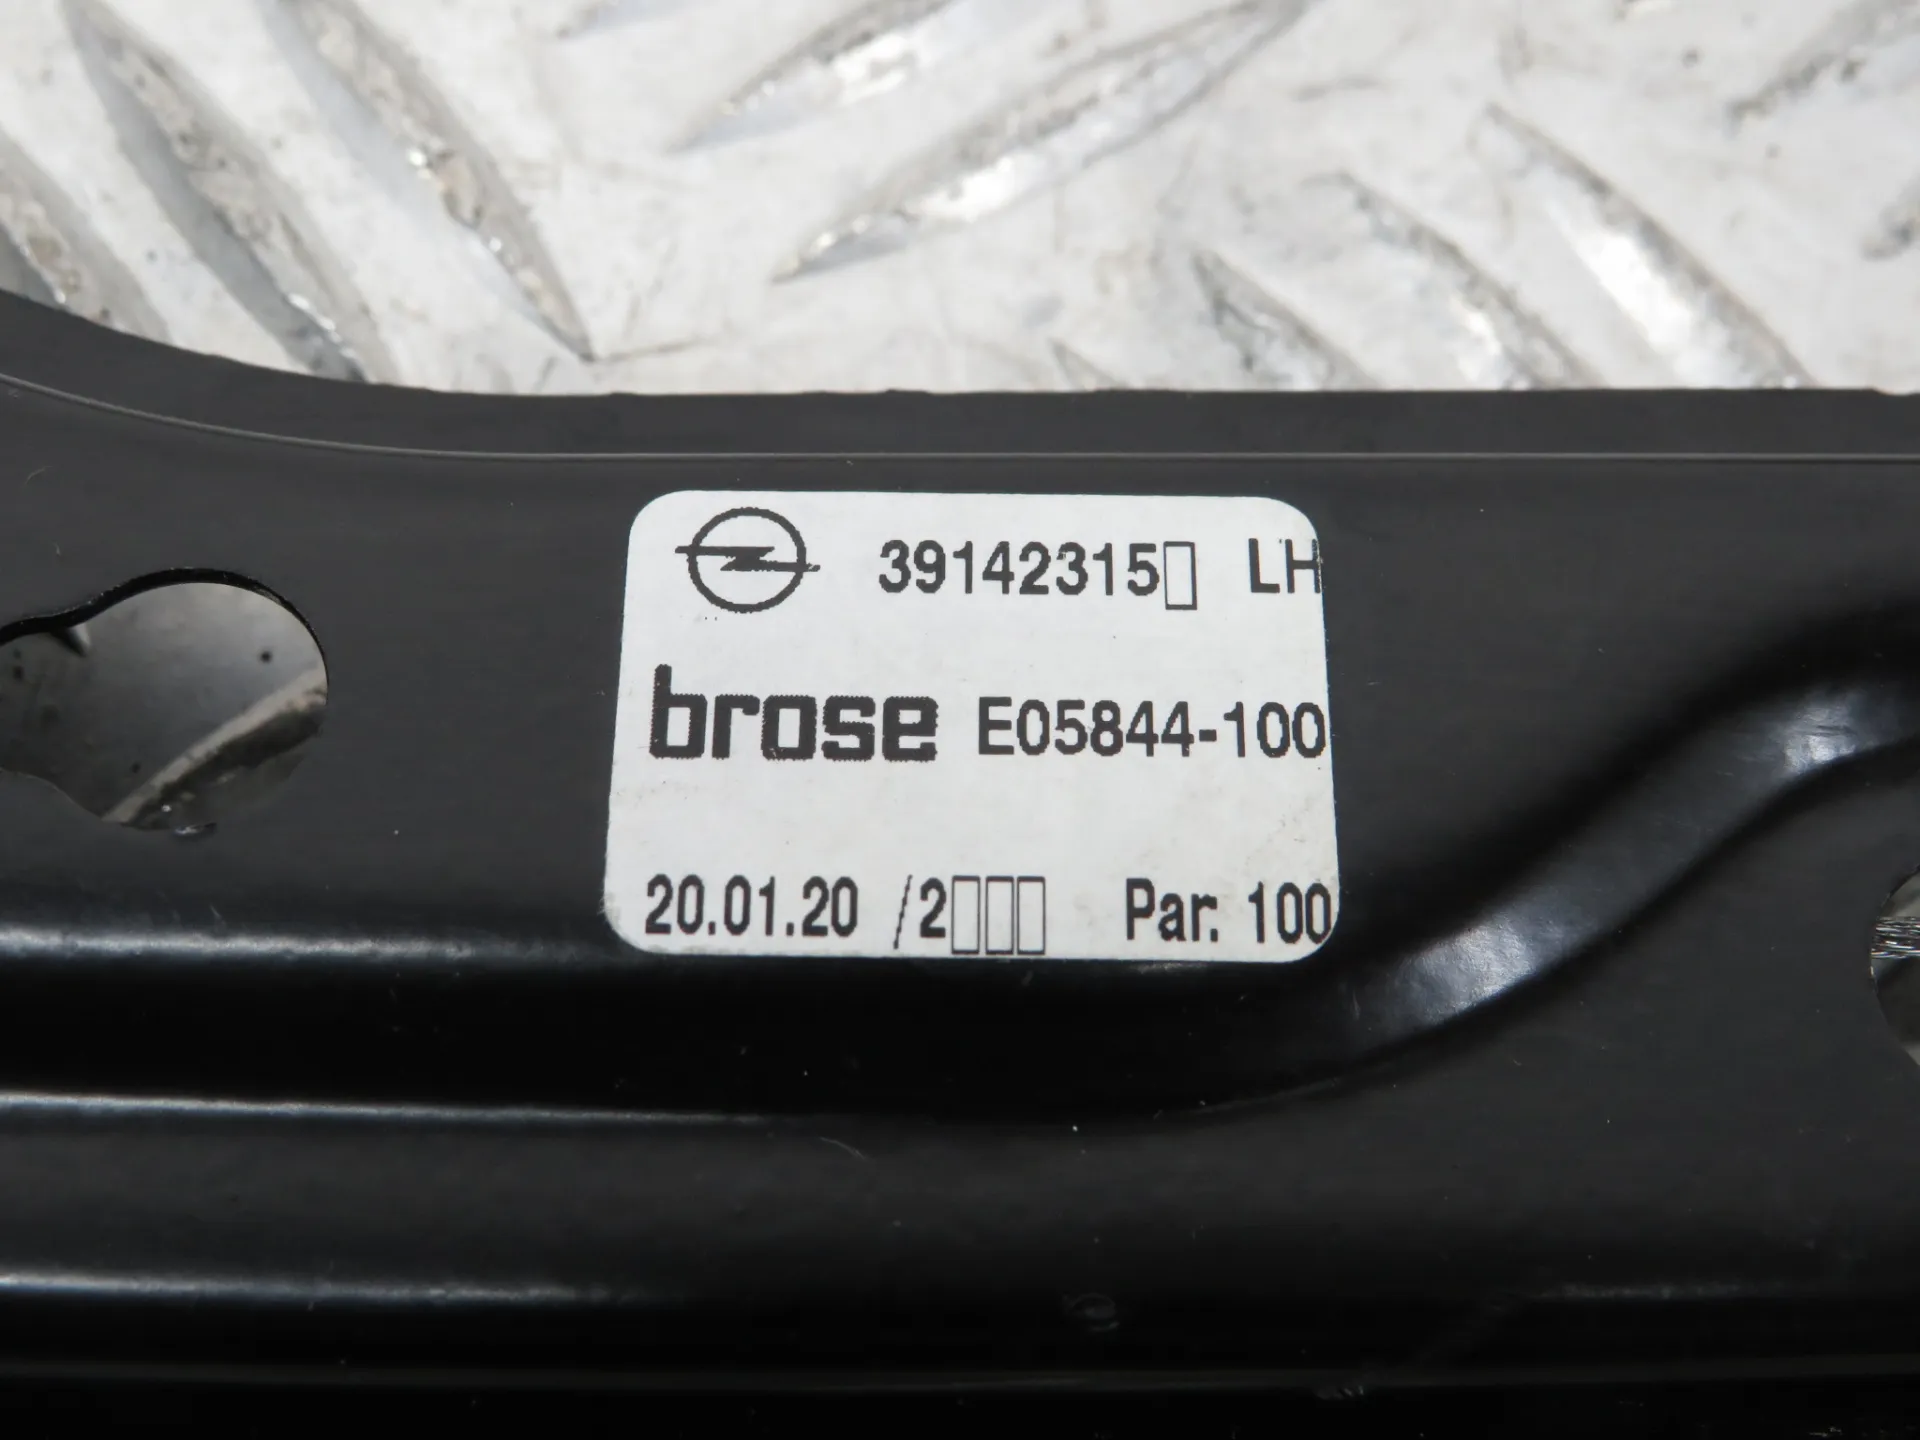 39142315▯ LH
brose E05844-100
20.01.20 /2▯▯▯ Par. 100